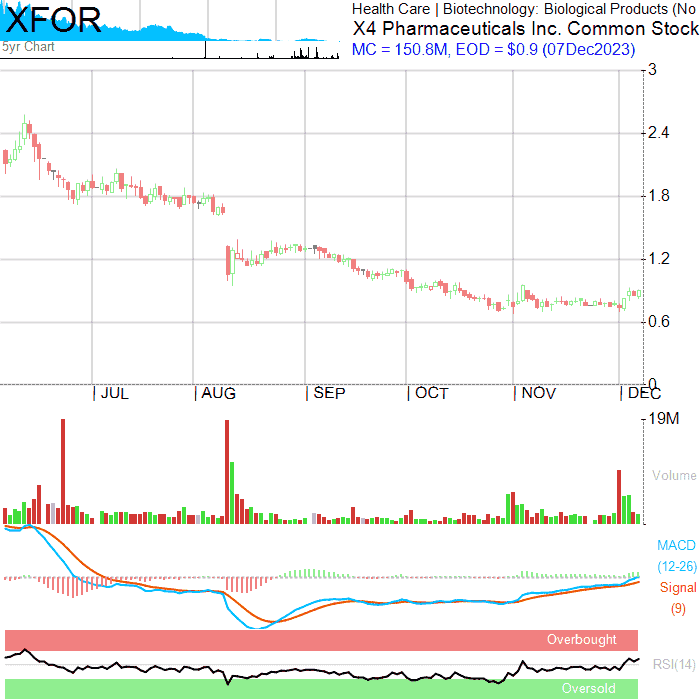 XFOR
5yr Chart
Health Care | Biotechnology: Biological Products (No
X4 Pharmaceuticals Inc. Common Stock
MC = 150.8M, EOD = $0.9 (07Dec2023)
3
2.4
1.8
1.2
0.6
0
JUL AUG SEP OCT NOV DEC
19M
Volume
MACD
(12-26)
Signal
(9)
Overbought
RSI(14)
Oversold